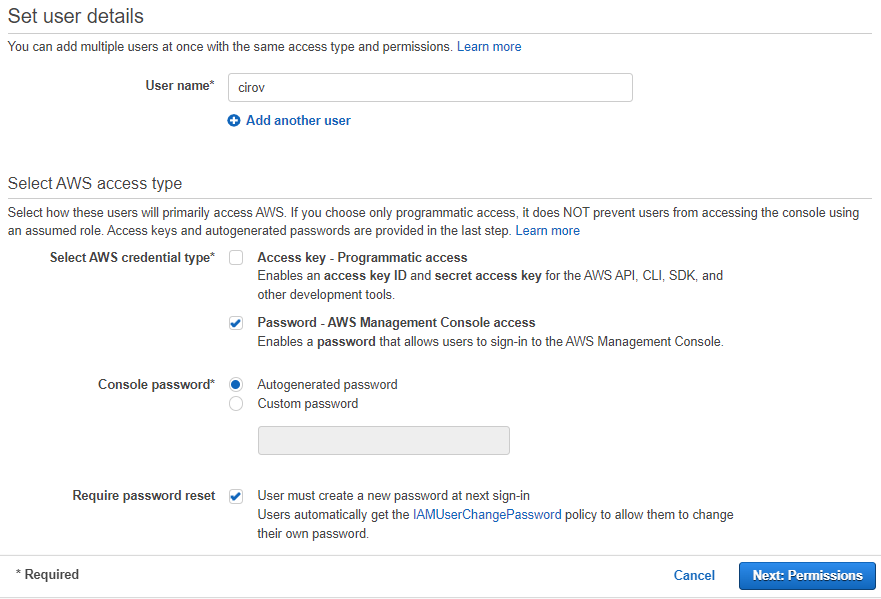 Set user details
You can add multiple users at once with the same access type and permissions. Learn more
User name*
cirov
Add another user
Select AWS access type
Select how these users will primarily access AWS. If you choose only programmatic access, it does NOT prevent users from accessing the console using
an assumed role. Access keys and autogenerated passwords are provided in the last step. Learn more
Select AWS credential type*
Access key - Programmatic access
Enables an access key ID and secret access key for the AWS API, CLI, SDK, and
other development tools.
Password - AWS Management Console access
Enables a password that allows users to sign-in to the AWS Management Console.
Console password*
Autogenerated password
Custom password
Require password reset
User must create a new password at next sign-in
Users automatically get the IAMUserChangePassword policy to allow them to change
their own password.
* Required
Cancel
Next: Permissions